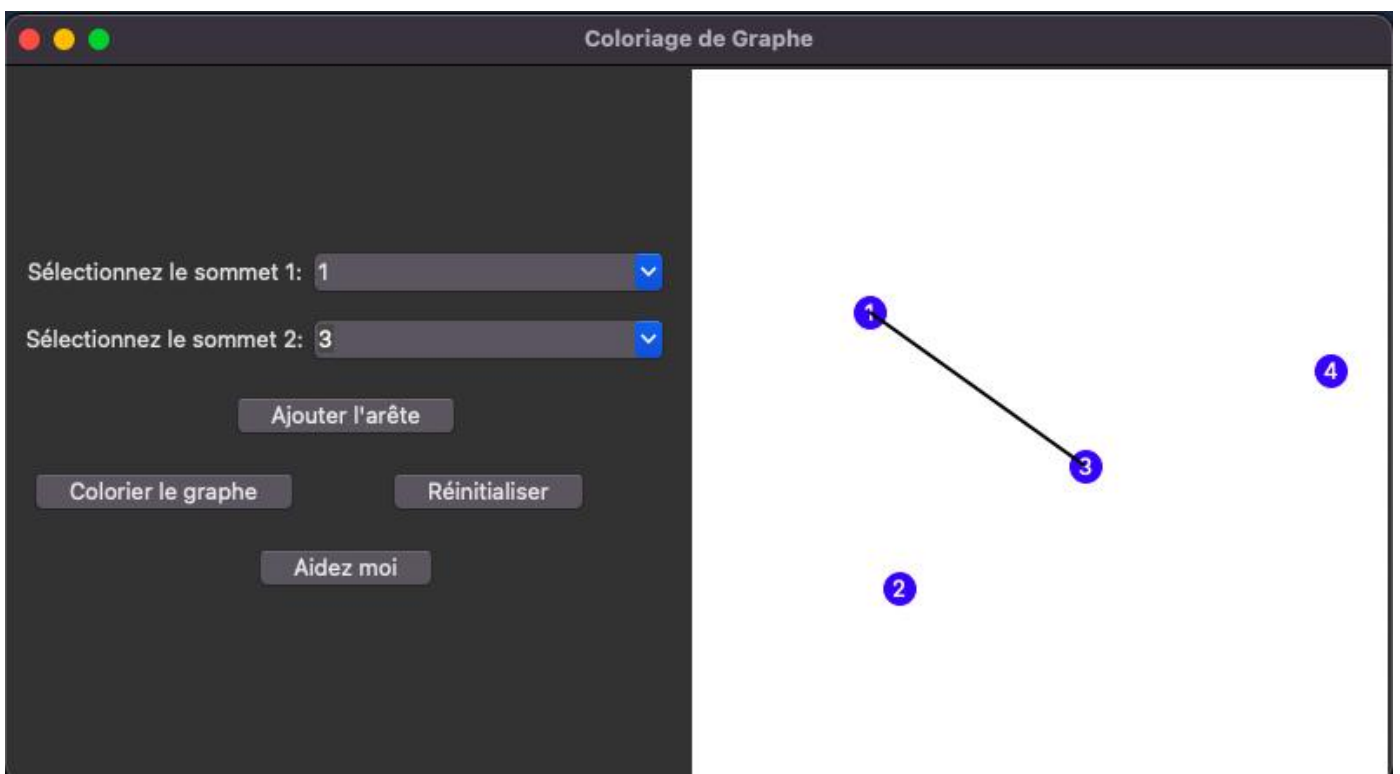 Coloriage de Graphe
Sélectionnez le sommet 1: 1
Sélectionnez le sommet 2: 3
Ajouter l'arête
Colorier le graphe Réinitialiser
Aidez moi
1
4
3
2